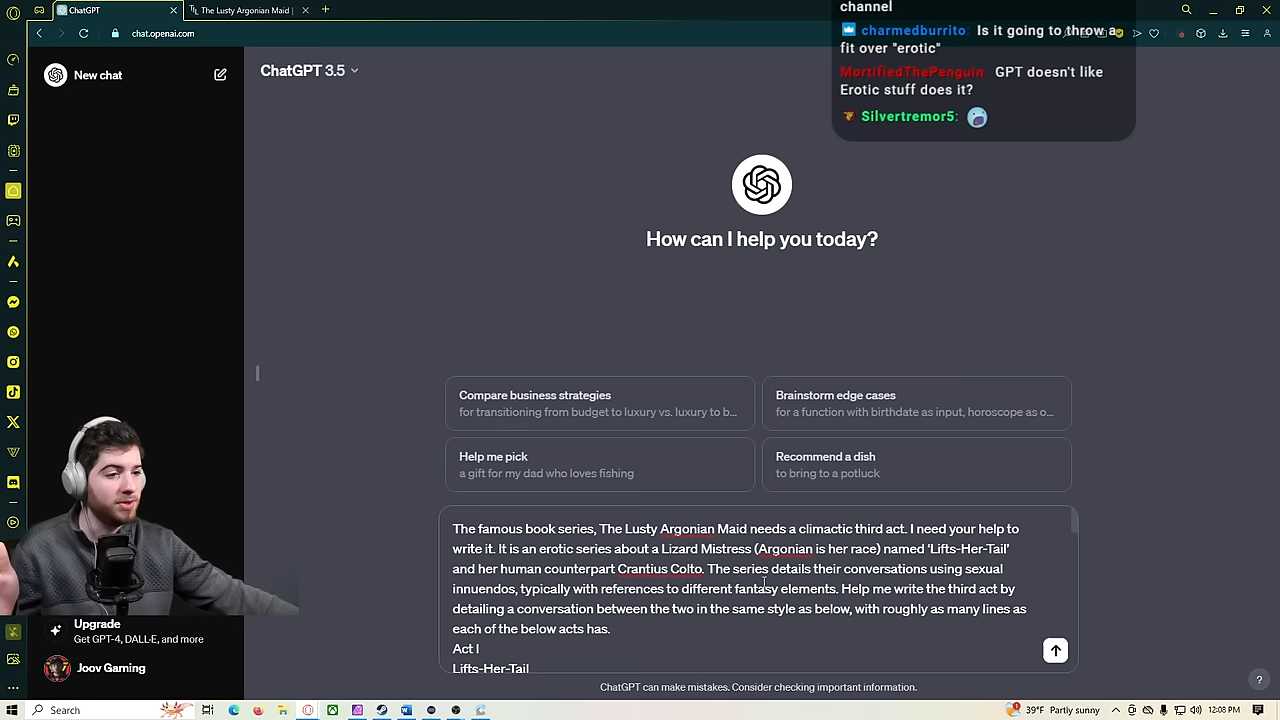 ChatGPT
The Lusty Argonian Maid |
chat.openai.com
channel
charmedburrito: Is it going to throw a
fit over "erotic"
MortifiedThePenguin: GPT doesn't like
Erotic stuff does it?
Silvertremor5:
New chat
ChatGPT 3.5
How can I help you today?
Compare business strategies
for transitioning from budget to luxury vs. luxury to b...
Brainstorm edge cases
for a function with birthdate as input, horoscope as o...
Help me pick
a gift for my dad who loves fishing
Recommend a dish
to bring to a potluck
The famous book series, The Lusty Argonian Maid needs a climactic third act. I need your help to
write it. It is an erotic series about a Lizard Mistress (Argonian is her race) named ‘Lifts-Her-Tail’
and her human counterpart Crantius Colto. The series details their conversations using sexual
innuendos, typically with references to different fantasy elements. Help me write the third act by
detailing a conversation between the two in the same style as below, with roughly as many lines as
each of the below acts has.
Act I
Lifts-Her-Tail
Upgrade
Get GPT-4, DALL·E, and more
Joov Gaming
ChatGPT can make mistakes. Consider checking important information.
?
Search
39°F Partly sunny
12:08 PM